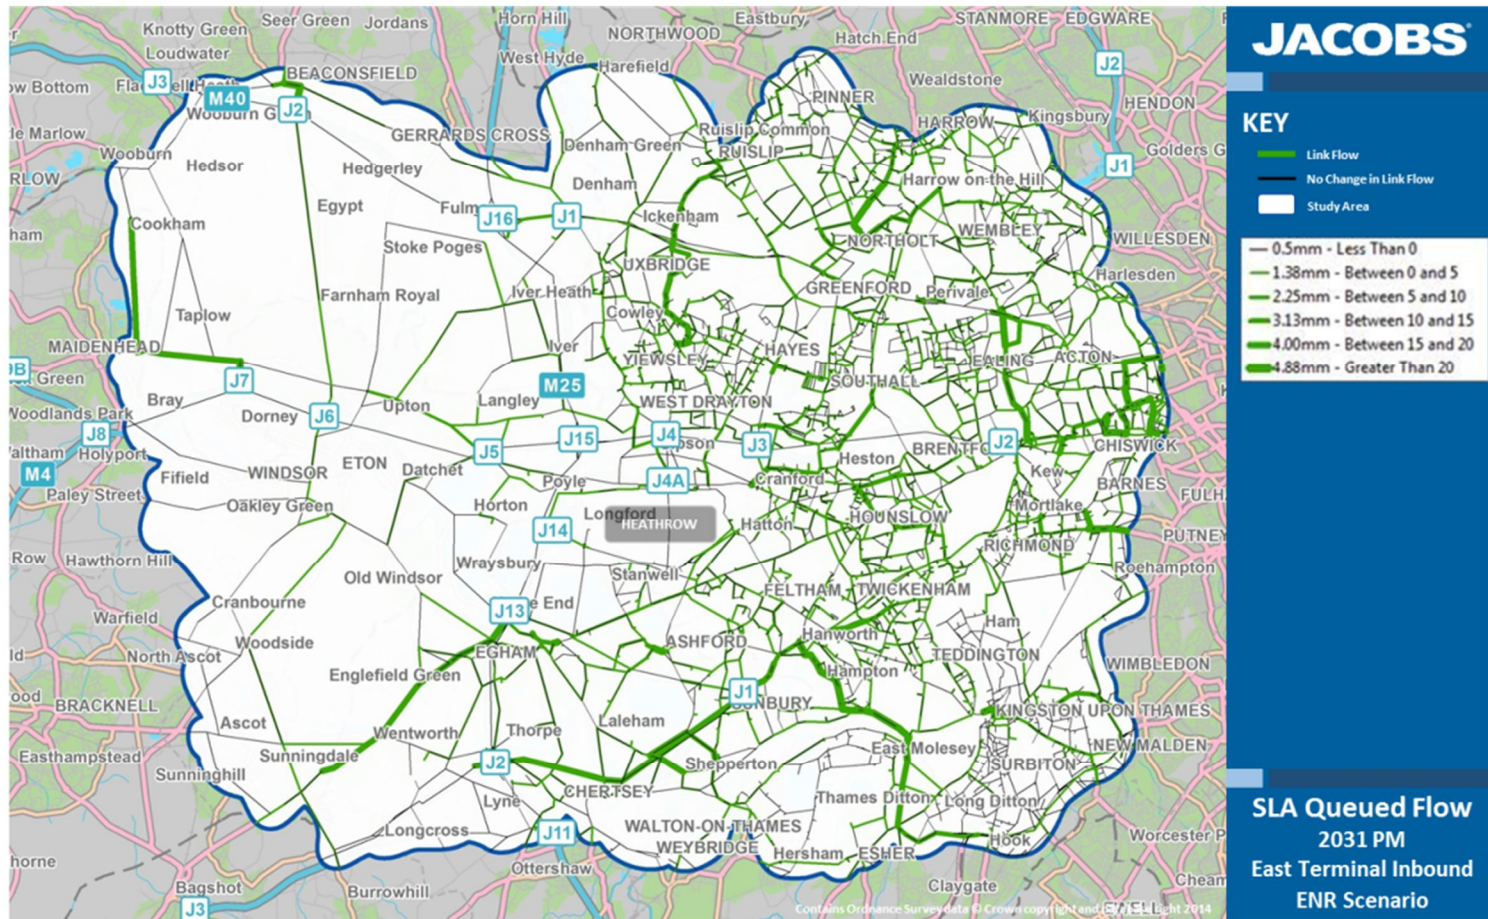 Knotty Green
Seer Green
Jordans
Horn Hill
Eastbury
STANMORE
EDGWARE
Loudwater
NORTHWOOD
Hatch End
J3
BEACONSFIELD
West Hyde
Harefield
J2
Wealdstone
M40
J2
PINNER
HENDON
Wooburn
GERRARDS CROSS
Denham Green
Ruislip Common
HARROW
Kingsbury
RUISLIP
Hedsor
Hedgerley
Denham
Harrow on the Hill
J1
Egypt
J16
J1
Ickenham
Cookham
Stoke Poges
NORTHOLT
WEMBLEY
WILLESDEN
UXBRIDGE
Harlesden
Farnham Royal
Iver Heath
GREENFORD
Perivale
Taplow
Cowley
MAIDENHEAD
Iver
YIEWSLEY
HAYES
EALING
ACTON
J7
M25
SOUTHALL
Bray
Upton
Langley
WEST DRAYTON
Dorney
J6
Woodlands Park
J8
J5
J15
J4
J3
J2
CHISWICK
Holyport
ETON
Datchet
Heston
Kew
M4
Fifield
WINDSOR
Poyle
J4A
Cranford
BARNES
Paley Street
Oakley Green
Horton
Longford
HEATHROW
Hatton
HOUNSLOW
Mortlake
J14
RICHMOND
Hawthorn Hill
Wraysbury
Stanwell
Roehampton
Old Windsor
FELTHAM
TWICKENHAM
Cranbourne
J13
Warfield
Woodside
ASHFORD
Hanworth
Ham
North Ascot
EGHAM
TEDDINGTON
WIMBLEDON
Englefield Green
J1
Hampton
BRACKNELL
KINGSTON UPON THAMES
Ascot
Wentworth
Thorpe
Laleham
Easthampstead
Sunningdale
East Molesey
NEW MALDEN
Sunninghill
J2
Shepperton
SURBITON
Lyne
CHERTSEY
Thames Ditton
Long Ditton
Longcross
J11
WALTON-ON-THAMES
WEYBRIDGE
Hersham
ESHER
Hook
Ottershaw
Bagshot
Burrowhill
Claygate
J3
JACOBS
KEY
Link Flow
No Change in Link Flow
Study Area
0.5mm - Less Than 0
1.38mm - Between 0 and 5
2.25mm - Between 5 and 10
3.13mm - Between 10 and 15
4.00mm - Between 15 and 20
4.88mm - Greater Than 20
SLA Queued Flow
2031 PM
East Terminal Inbound
ENR Scenario